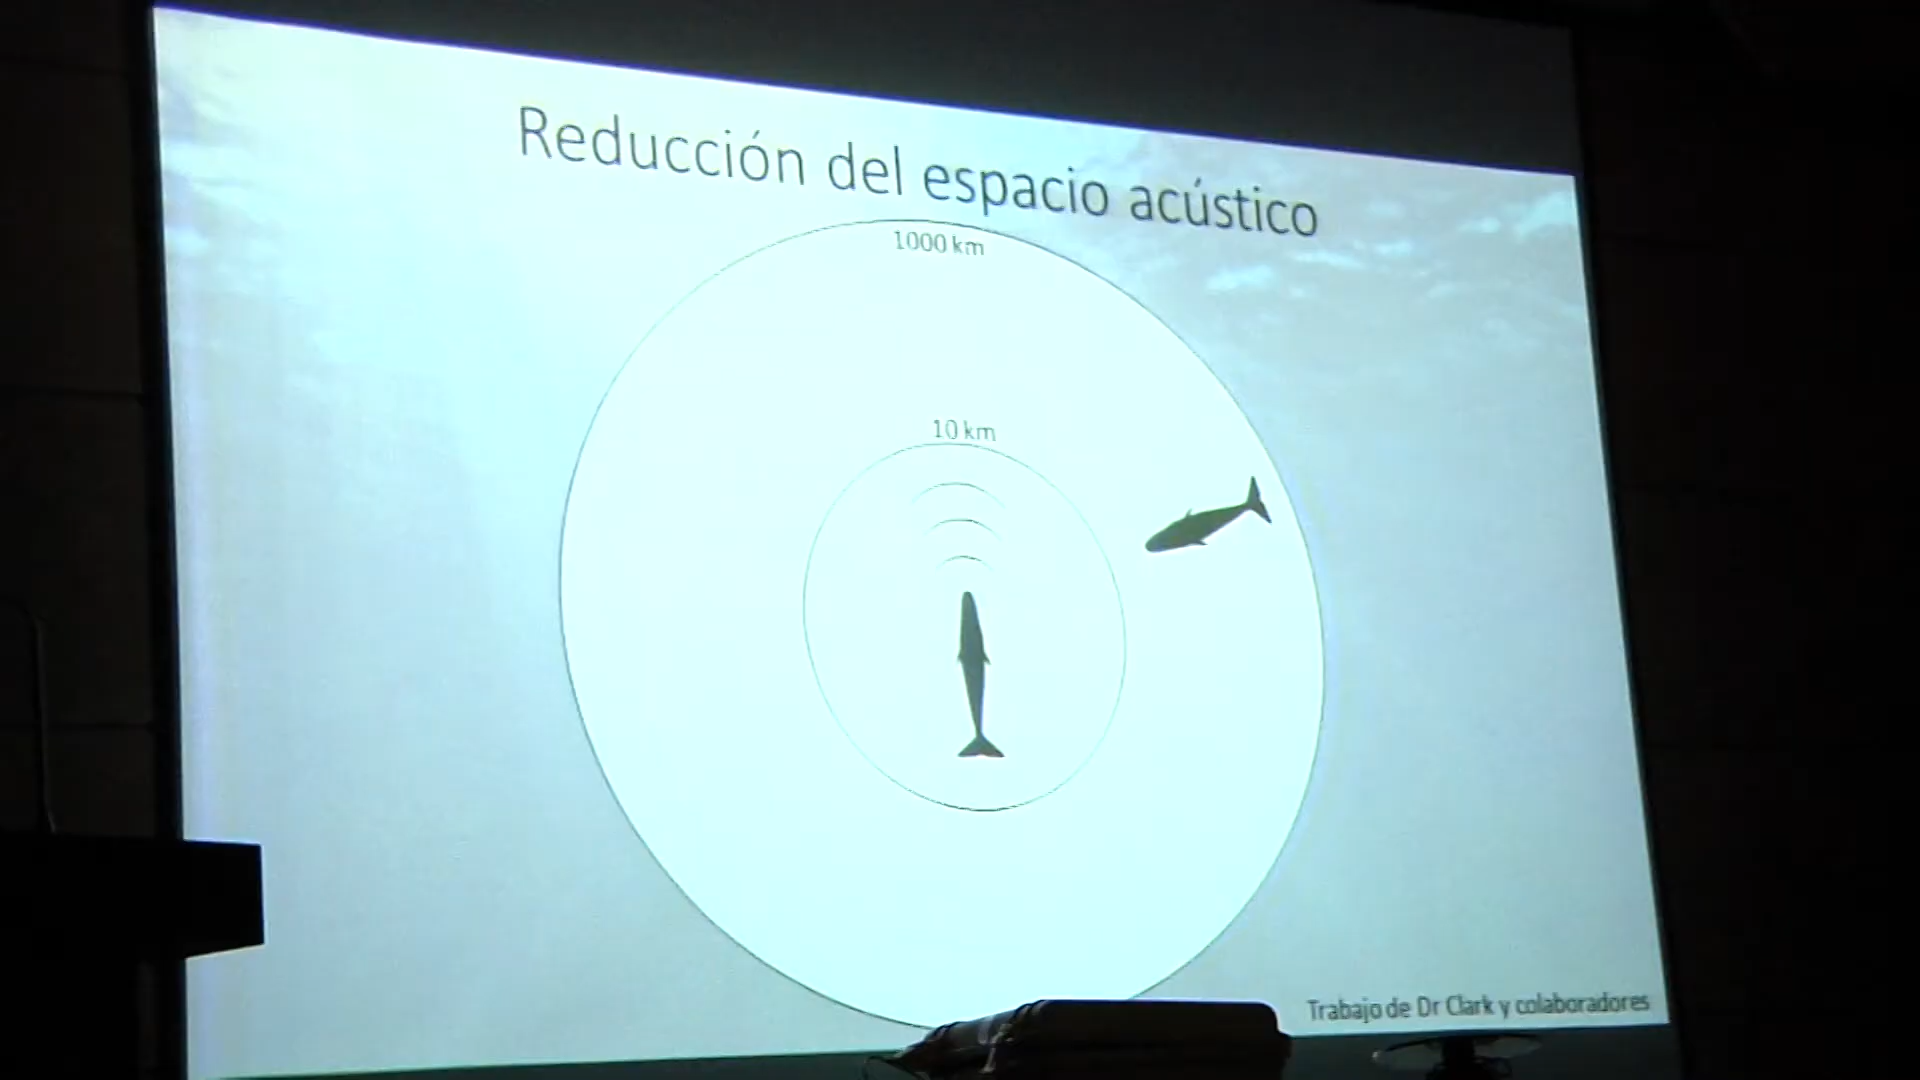 Reducción del espacio acústico
1000 km
10 km
Trabajo de Dr Clark y colaboradores